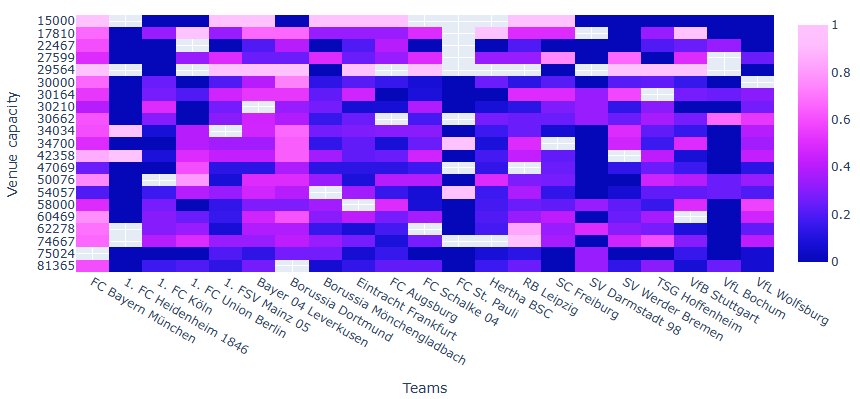 Venue capacity
15000
17810
22467
27599
29564
30000
30164
30210
30662
34034
34700
42358
47069
50076
54057
58000
60469
62278
74667
75024
81365
FC Bayern München
1. FC Heidenheim 1846
1. FC Köln
1. FC Union Berlin
1. FSV Mainz 05
Bayer 04 Leverkusen
Borussia Dortmund
Borussia Mönchengladbach
Eintracht Frankfurt
FC Augsburg
FC Schalke 04
FC St. Pauli
Hertha BSC
RB Leipzig
SC Freiburg
SV Darmstadt 98
SV Werder Bremen
TSG Hoffenheim
VfB Stuttgart
VfL Bochum
VfL Wolfsburg
Teams
1
0.8
0.6
0.4
0.2
0